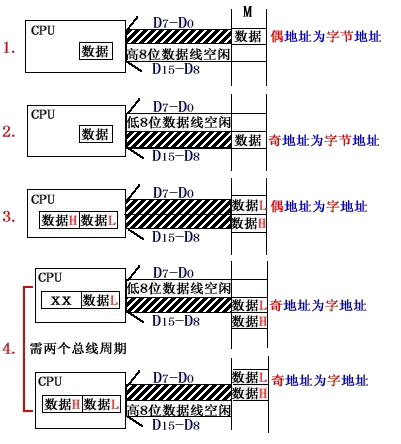 M
1.
CPU
数据
D7-D0
高8位数据线空闲
D15-D8
数据
偶地址为字节地址
2.
CPU
数据
D7-D0
低8位数据线空闲
D15-D8
数据
奇地址为字节地址
3.
CPU
数据H 数据L
D7-D0
D15-D8
数据L
数据H
偶地址为字地址
4.
CPU
XX 数据L
D7-D0
低8位数据线空闲
D15-D8
数据L
数据H
奇地址为字地址
需两个总线周期
CPU
数据H 数据L
D7-D0
高8位数据线空闲
D15-D8
数据L
数据H
奇地址为字地址